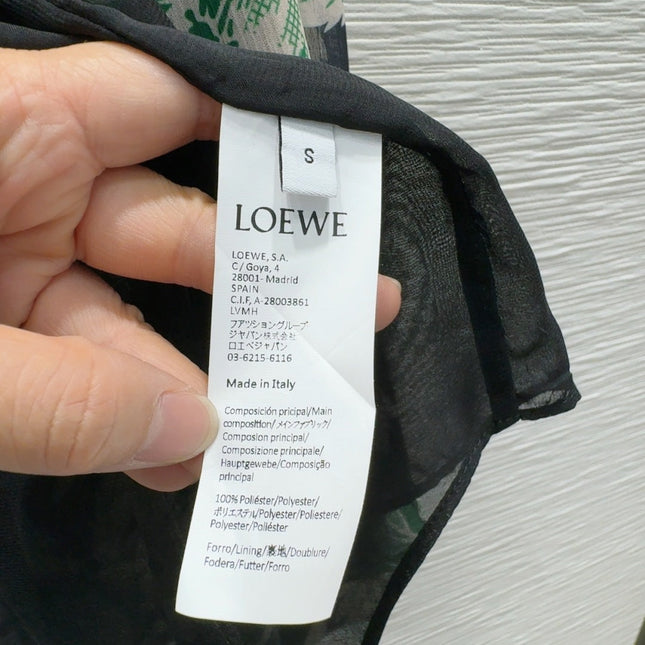 S
LOEWE
LOEWE, S.A.
C/ Goya, 4
28001- Madrid
SPAIN
C.I.F, A-28003861
LVMH
ファッツョングループ
ジャパン株式会社
ロエベジャパン
03-6215-6116
Made in Italy
Composición pricipal/Main
composittion/メインファブリック/
Composion principal/
Composizione principale/
Hauptgewebe/Composição
principal
100% Poliéster/Polyester/
ポリエステル/Polyester/Poliestere/
Polyester/Poliéster
Forro/Lining/裏地/Doublure/
Fodera/Futter/Forro